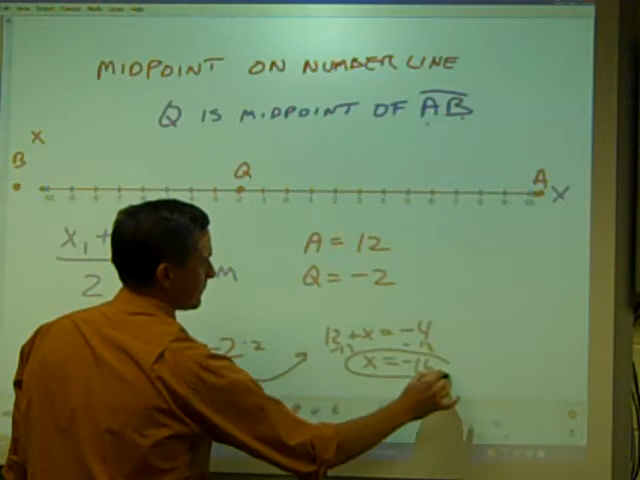 MIDPOINT ON NUMBER LINE
Q IS MIDPOINT OF AB
X
B
Q
A
X
x₁ +
2
M
A = 12
Q = -2
-2·2
12 + x = -4
-12 -12
x = -16